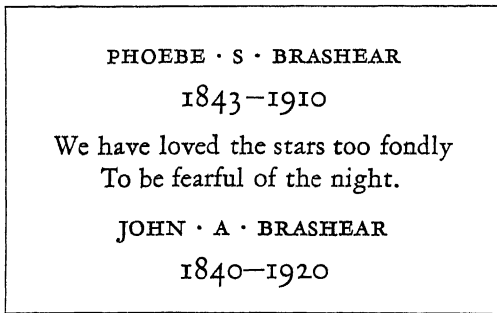 PHOEBE · S · BRASHEAR
1843–1910
We have loved the stars too fondly
To be fearful of the night.
JOHN · A · BRASHEAR
1840–1920